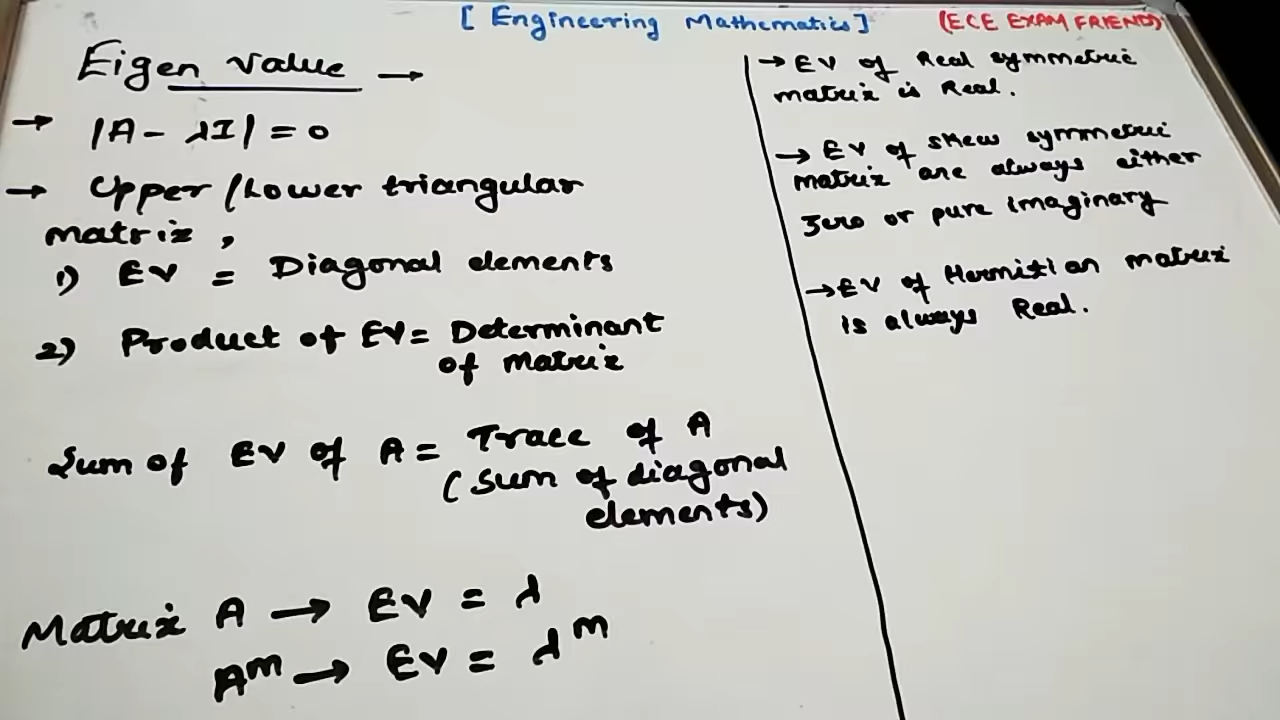 [ Engineering Mathematics] (ECE EXAM FRIENDS)
Eigen Value →
→ |A - λI| = 0
→ Upper/Lower triangular
matrix,
1) EV = Diagonal elements
2) Product of EV = Determinant
of Matrix
Sum of EV of A = Trace of A
(Sum of diagonal
elements)
Matrix A → EV = λ
A^m → EV = λ^m
→ EV of Real symmetric
matrix is Real.
→ EV of skew symmetric
matrix are always either
zero or pure imaginary
→ EV of Hermitian matrix
is always Real.